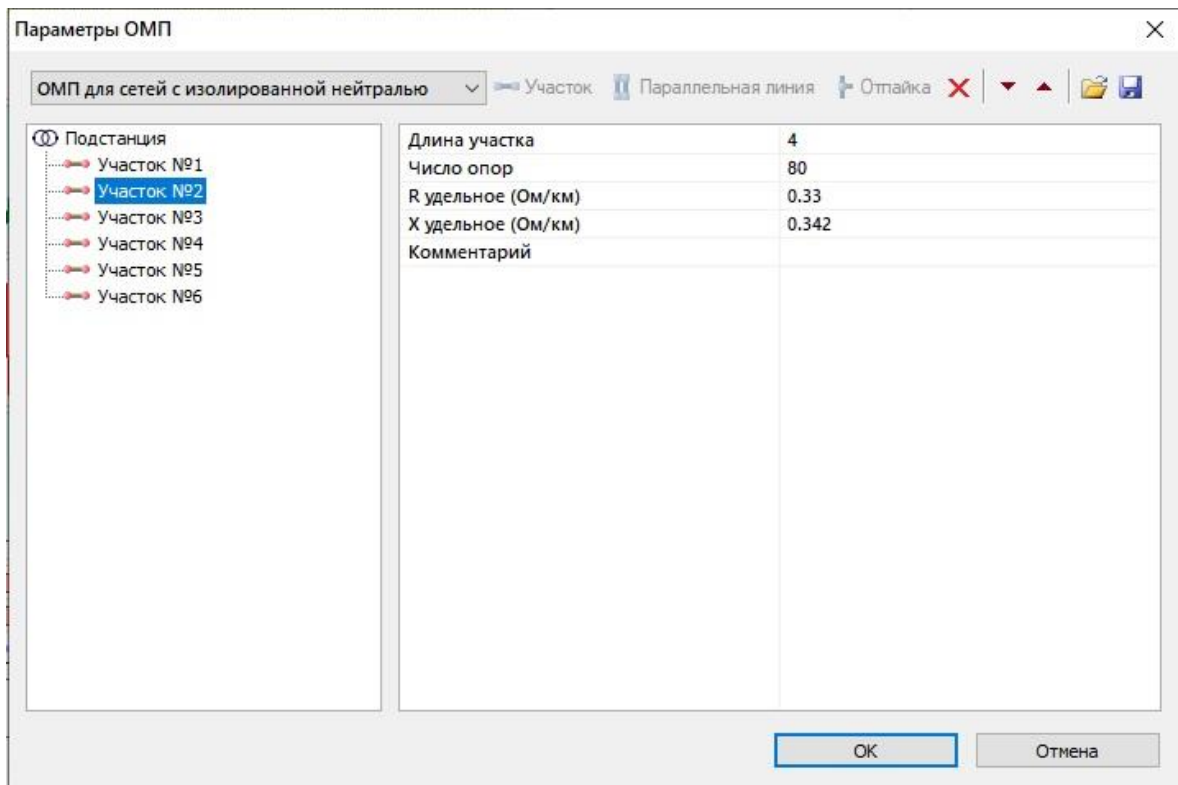 Параметры ОМП
ОМП для сетей с изолированной нейтралью Участок Параллельная линия Отпайка
Подстанция
Участок №1
Участок №2
Участок №3
Участок №4
Участок №5
Участок №6
Длина участка 4
Число опор 80
R удельное (Ом/км) 0.33
X удельное (Ом/км) 0.342
Комментарий
OK Отмена